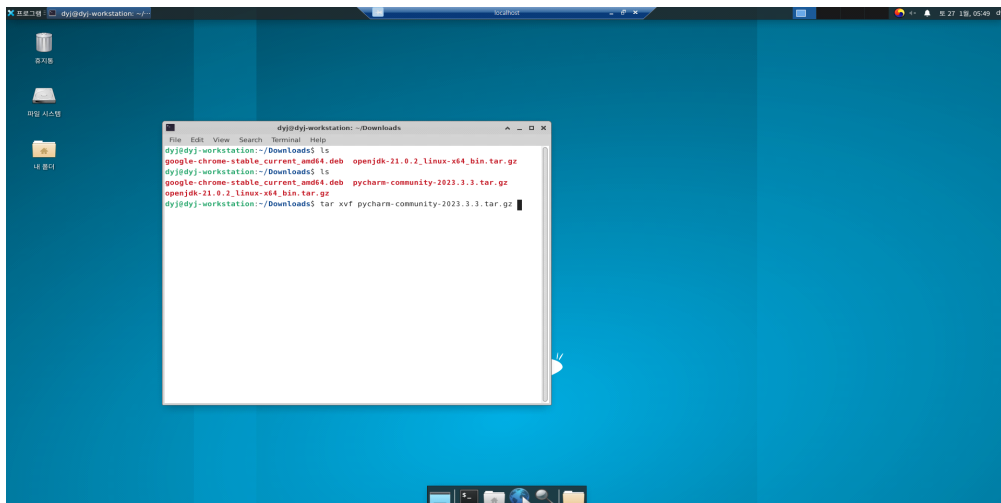 프로그램
dyj@dyj-workstation: ~/···
localhost
토 27 1월, 05:49
휴지통
파일 시스템
내 폴더
dyj@dyj-workstation: ~/Downloads
File Edit View Search Terminal Help
dyj@dyj-workstation:~/Downloads$ ls
google-chrome-stable_current_amd64.deb openjdk-21.0.2_linux-x64_bin.tar.gz
dyj@dyj-workstation:~/Downloads$ ls
google-chrome-stable_current_amd64.deb pycharm-community-2023.3.3.tar.gz
openjdk-21.0.2_linux-x64_bin.tar.gz
dyj@dyj-workstation:~/Downloads$ tar xvf pycharm-community-2023.3.3.tar.gz